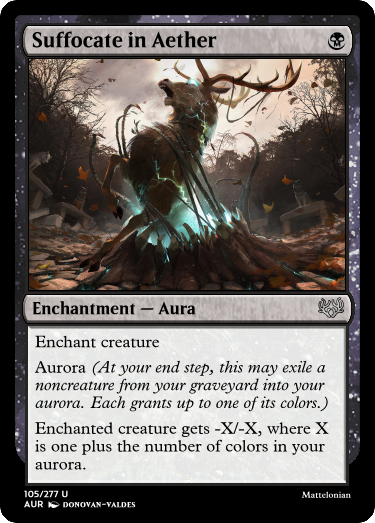 Suffocate in Aether
Enchantment — Aura
Enchant creature
Aurora (At your end step, this may exile a
noncreature from your graveyard into your
aurora. Each grants up to one of its colors.)
Enchanted creature gets -X/-X, where X
is one plus the number of colors in your
aurora.
105/277 U
Mattelonian
AUR DONOVAN-VALDES